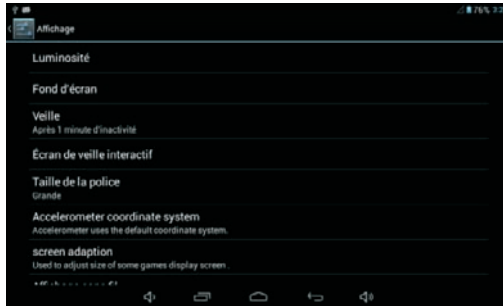 76%
Affichage
Luminosité
Fond d'écran
Veille
Après 1 minute d'inactivité
Écran de veille interactif
Taille de la police
Grande
Accelerometer coordinate system
Accelerometer uses the default coordinate system.
screen adaption
Used to adjust size of some games display screen .